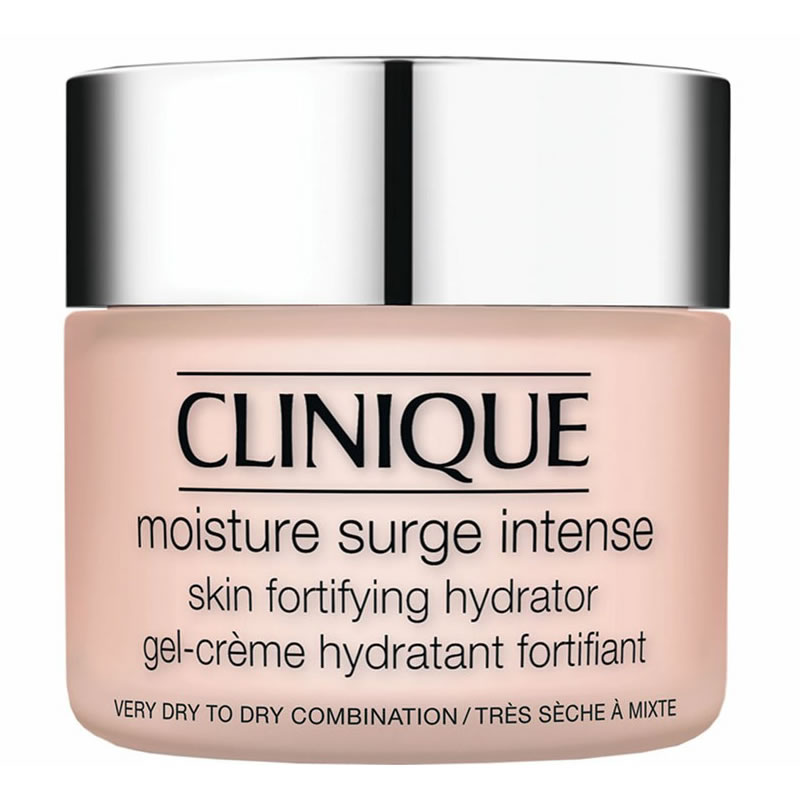 CLINIQUE
moisture surge intense
skin fortifying hydrator
gel-crème hydratant fortifiant
VERY DRY TO DRY COMBINATION / TRÈS SÈCHE À MIXTE